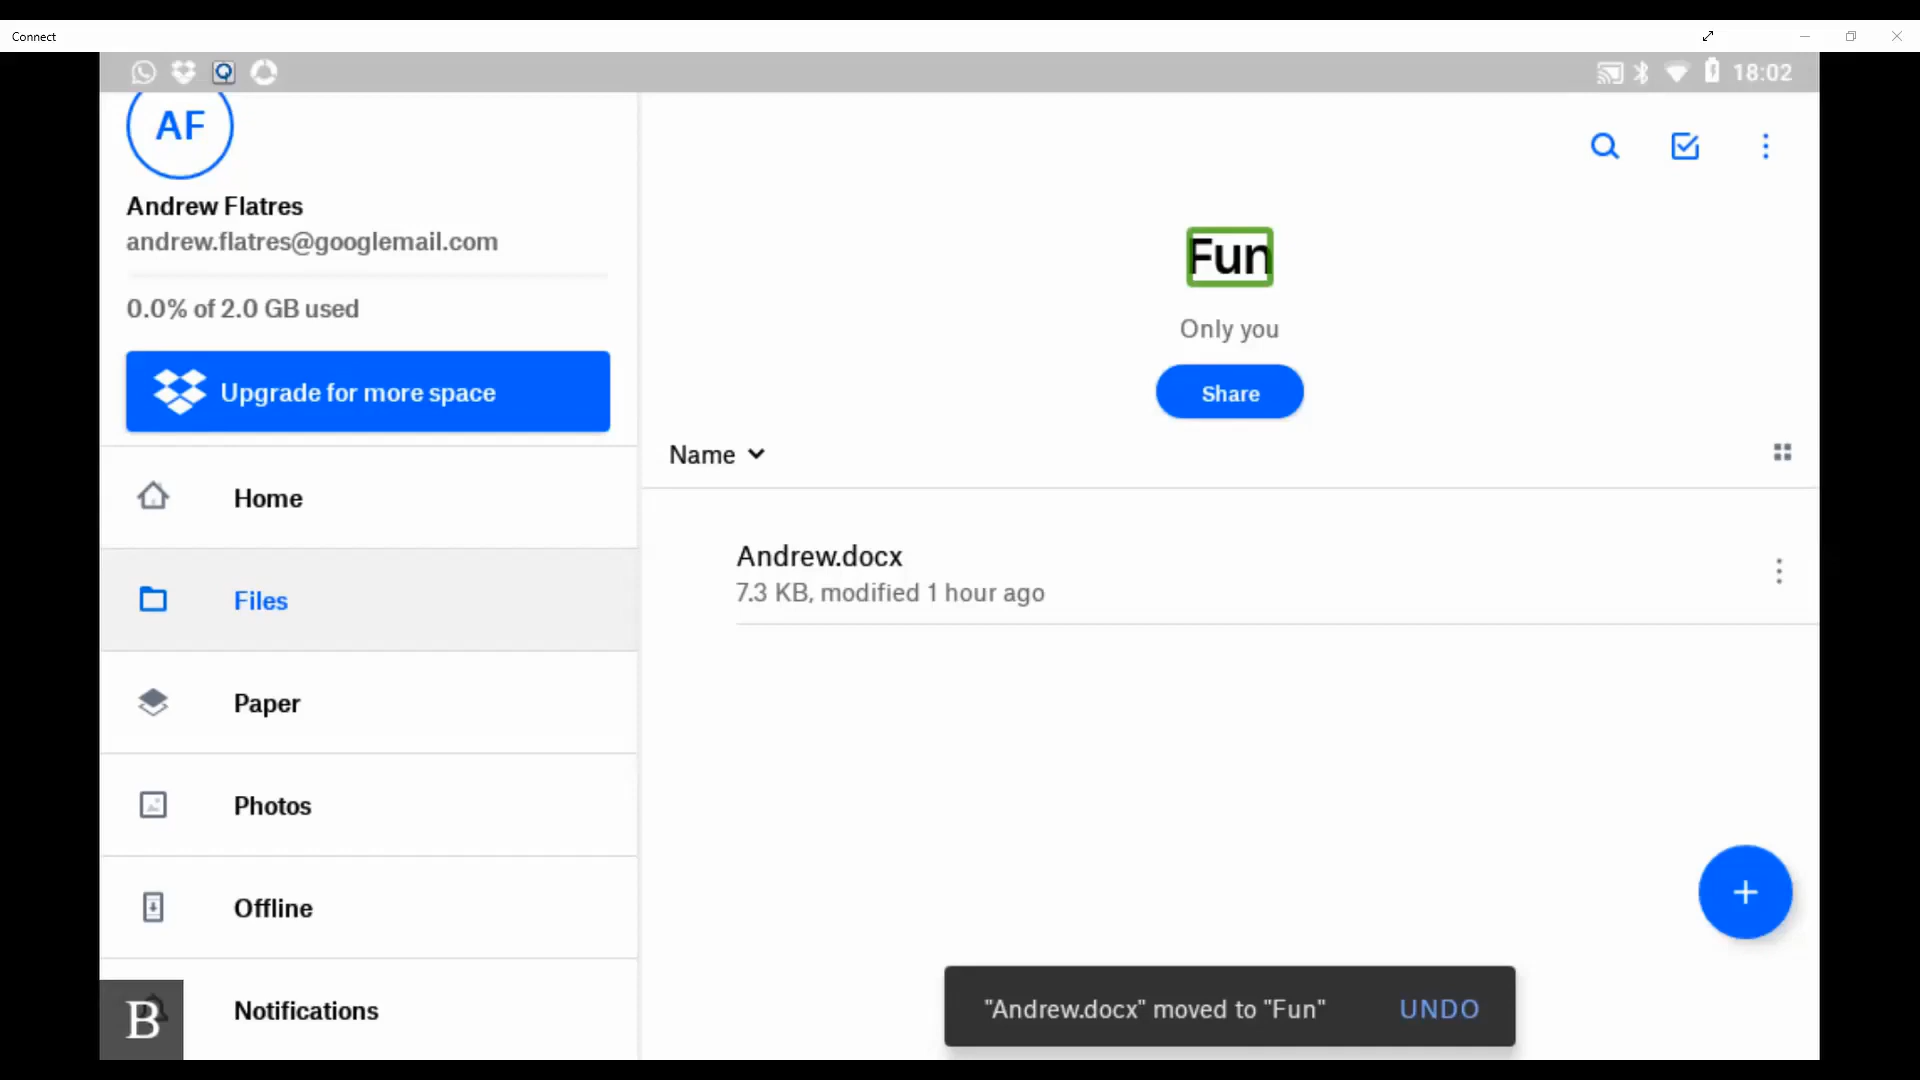 Connect
18:02
AF
Andrew Flatres
andrew.flatres@googlemail.com
0.0% of 2.0 GB used
Upgrade for more space
Home
Files
Paper
Photos
Offline
B
Notifications
Fun
Only you
Share
Name
Andrew.docx
7.3 KB, modified 1 hour ago
"Andrew.docx" moved to "Fun" UNDO